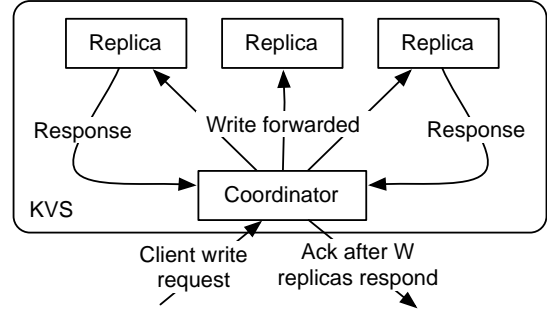 Replica
Replica
Replica
Response
Write forwarded
Response
Coordinator
KVS
Client write
request
Ack after W
replicas respond